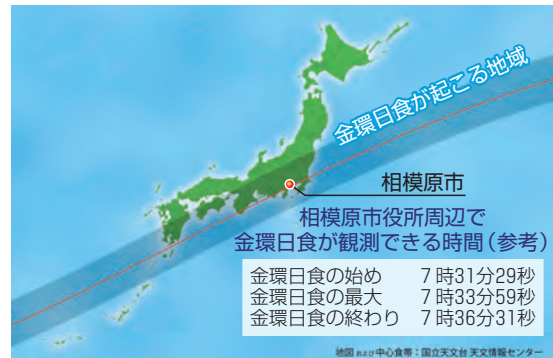 金環日食が起こる地域
相模原市
相模原市役所周辺で
金環日食が観測できる時間(参考)
金環日食の始め 7時31分29秒
金環日食の最大 7時33分59秒
金環日食の終わり 7時36分31秒
地図および中心食帯:国立天文台 天文情報センター